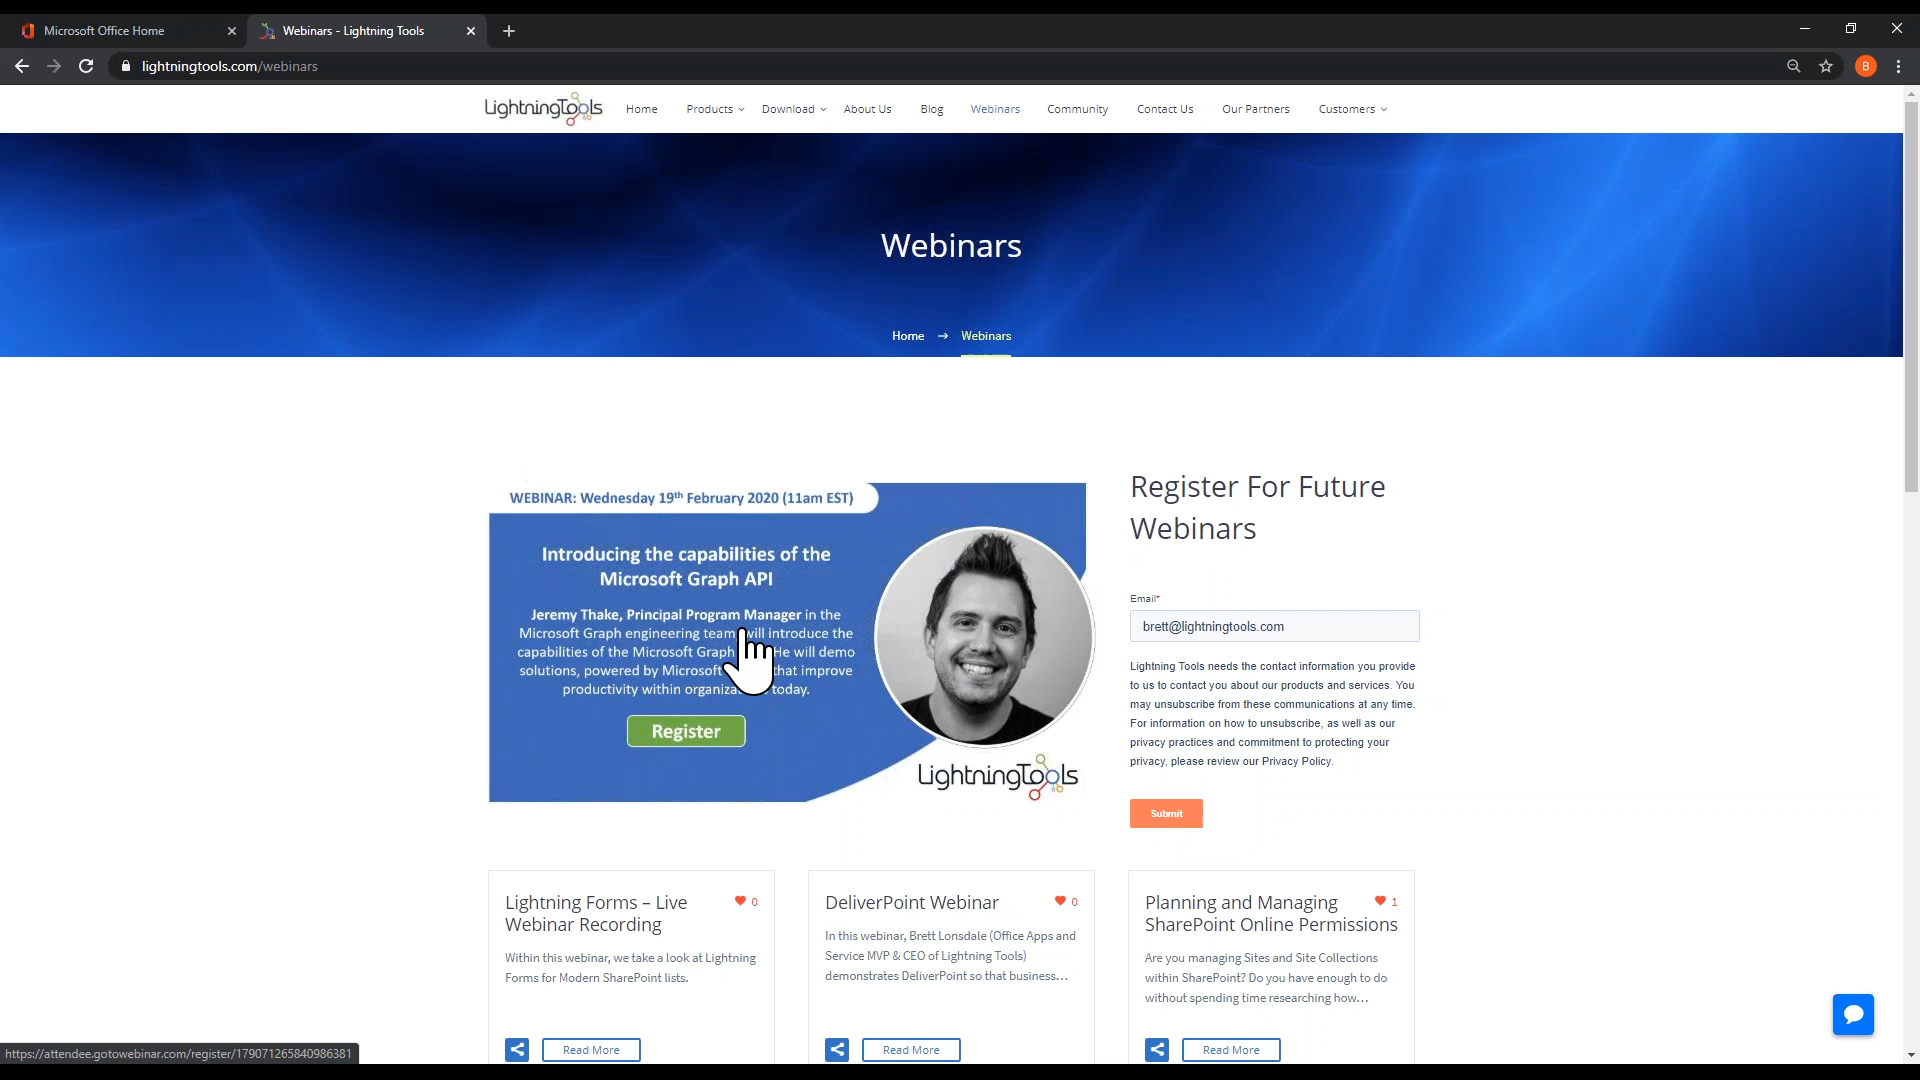 Microsoft Office Home
Webinars - Lightning Tools
lightningtools.com/webinars
B
LightningTools
Home
Products
Download
About Us
Blog
Webinars
Community
Contact Us
Our Partners
Customers
Webinars
Home → Webinars
WEBINAR: Wednesday 19th February 2020 (11am EST)
Introducing the capabilities of the
Microsoft Graph API
Jeremy Thake, Principal Program Manager in the
Microsoft Graph engineering team will introduce the
capabilities of the Microsoft Graph He will demo
solutions, powered by Microsoft that improve
productivity within today.
Register
LightningTools
Register For Future
Webinars
Email*
brett@lightningtools.com
Lightning Tools needs the contact information you provide
to us to contact you about our products and services. You
may unsubscribe from these communications at any time.
For information on how to unsubscribe, as well as our
privacy practices and commitment to protecting your
privacy, please review our Privacy Policy.
Submit
Lightning Forms – Live
Webinar Recording
0
Within this webinar, we take a look at Lightning
Forms for Modern SharePoint lists.
Read More
DeliverPoint Webinar
0
In this webinar, Brett Lonsdale (Office Apps and
Service MVP & CEO of Lightning Tools)
demonstrates DeliverPoint so that business...
Read More
Planning and Managing
SharePoint Online Permissions
1
Are you managing Sites and Site Collections
within SharePoint? Do you have enough to do
without spending time researching how...
Read More
https://attendee.gotowebinar.com/register/179071265840986381